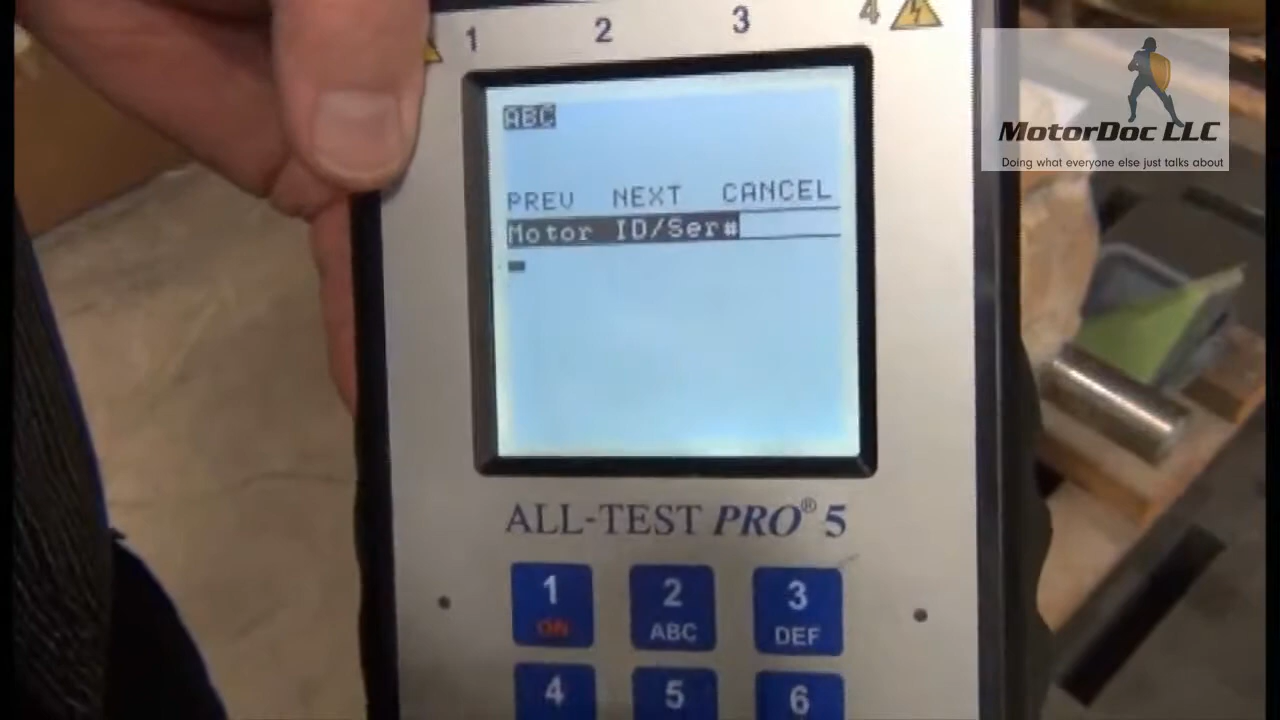 1 2 3 4
MotorDoc LLC
Doing what everyone else just talks about
ABC
PREV NEXT CANCEL
Motor ID/Ser#
ALL-TEST PRO® 5
1 2 3
ON ABC DEF
4 5 6